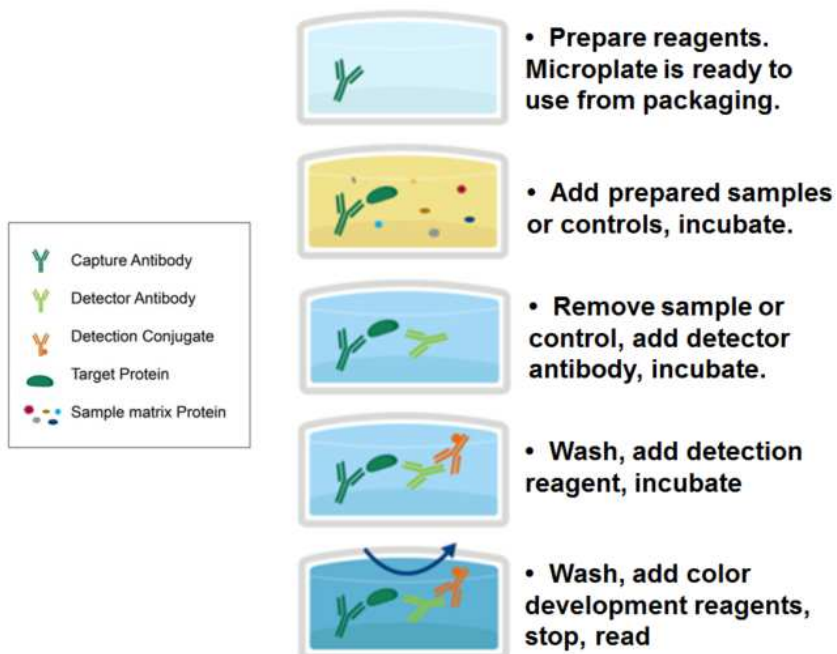 • Prepare reagents.
Microplate is ready to
use from packaging.
• Add prepared samples
or controls, incubate.
Capture Antibody
Detector Antibody
Detection Conjugate
Target Protein
Sample matrix Protein
• Remove sample or
control, add detector
antibody, incubate.
• Wash, add detection
reagent, incubate
• Wash, add color
development reagents,
stop, read